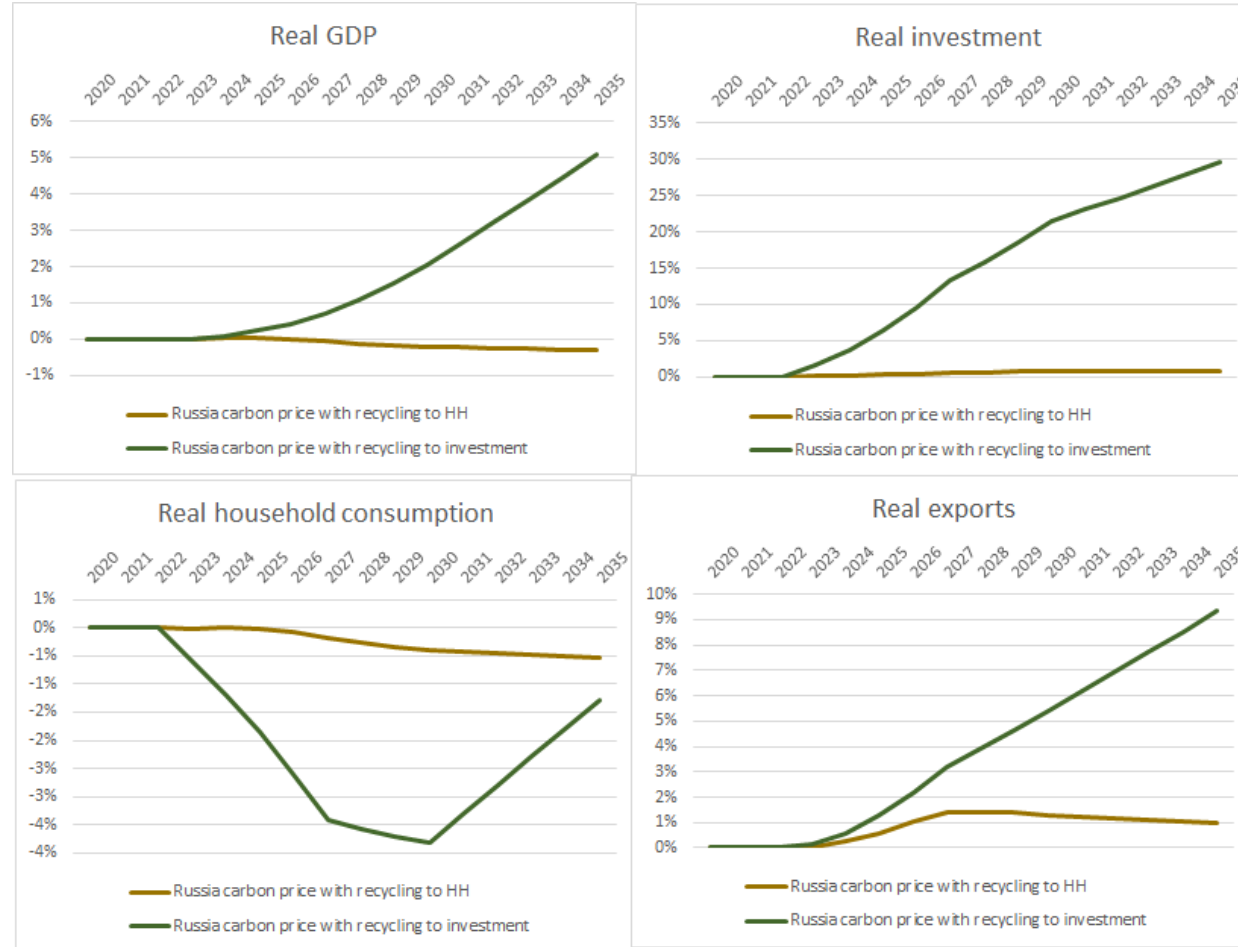 Real GDP
2020 2021 2022 2023 2024 2025 2026 2027 2028 2029 2030 2031 2032 2033 2034 2035
6%
5%
4%
3%
2%
1%
0%
-1%
Russia carbon price with recycling to HH
Russia carbon price with recycling to investment
Real investment
2020 2021 2022 2023 2024 2025 2026 2027 2028 2029 2030 2031 2032 2033 2034
35%
30%
25%
20%
15%
10%
5%
0%
Russia carbon price with recycling to HH
Russia carbon price with recycling to investment
Real household consumption
2020 2021 2022 2023 2024 2025 2026 2027 2028 2029 2030 2031 2032 2033 2034 2035
1%
0%
-1%
-1%
-2%
-2%
-3%
-3%
-4%
-4%
Russia carbon price with recycling to HH
Russia carbon price with recycling to investment
Real exports
2020 2021 2022 2023 2024 2025 2026 2027 2028 2029 2030 2031 2032 2033 2034
10%
9%
8%
7%
6%
5%
4%
3%
2%
1%
0%
Russia carbon price with recycling to HH
Russia carbon price with recycling to investment